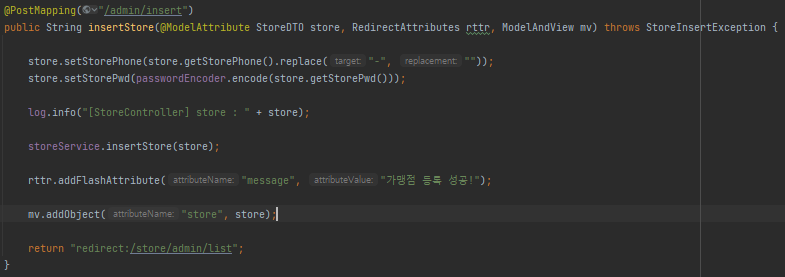 @PostMapping("/admin/insert")
public String insertStore(@ModelAttribute StoreDTO store, RedirectAttributes rttr, ModelAndView mv) throws StoreInsertException {
store.setStorePhone(store.getStorePhone().replace( target: "-", replacement: ""));
store.setStorePwd(passwordEncoder.encode(store.getStorePwd()));
log.info("[StoreController] store : " + store);
storeService.insertStore(store);
rttr.addFlashAttribute( attributeName: "message", attributeValue: "가맹점 등록 성공!");
mv.addObject( attributeName: "store", store);
return "redirect:/store/admin/list";
}